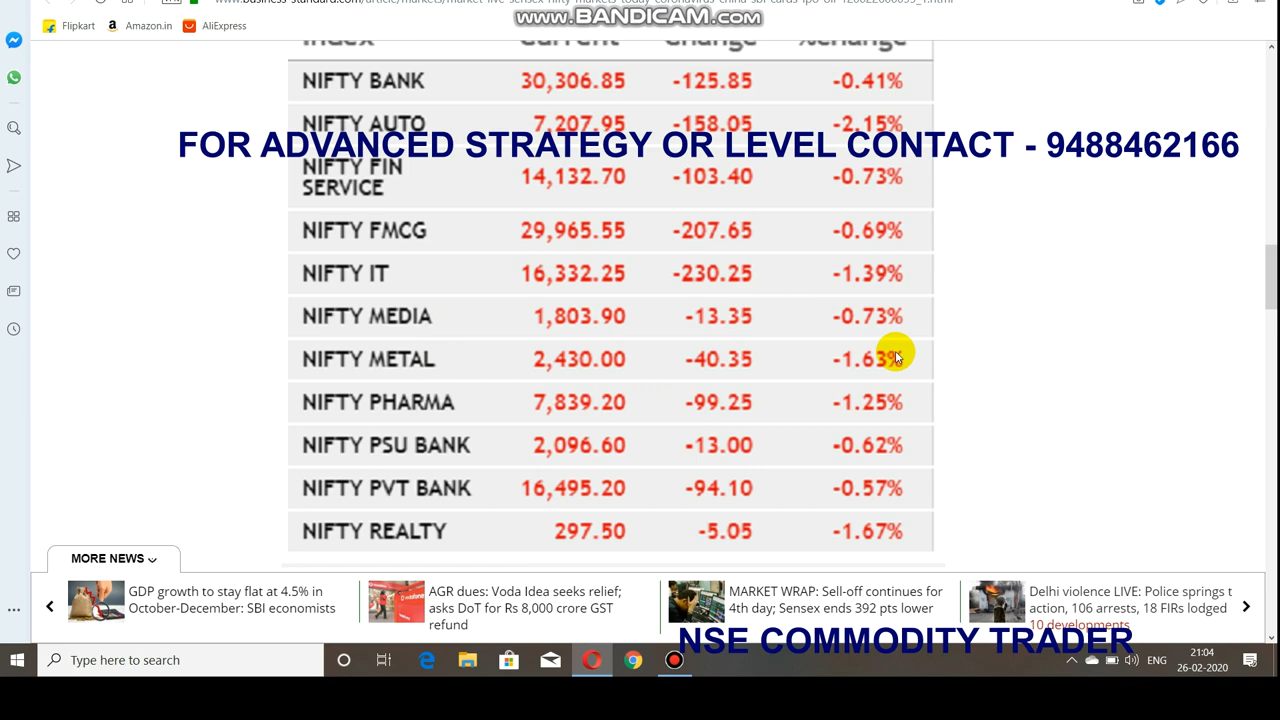 www.BANDICAM.com
Flipkart Amazon.in AliExpress
Index Current Change %Change
NIFTY BANK 30,306.85 -125.85 -0.41%
NIFTY AUTO 7,207.95 -158.05 -2.15%
FOR ADVANCED STRATEGY OR LEVEL CONTACT - 9488462166
NIFTY FIN
SERVICE 14,132.70 -103.40 -0.73%
NIFTY FMCG 29,965.55 -207.65 -0.69%
NIFTY IT 16,332.25 -230.25 -1.39%
NIFTY MEDIA 1,803.90 -13.35 -0.73%
NIFTY METAL 2,430.00 -40.35 -1.63%
NIFTY PHARMA 7,839.20 -99.25 -1.25%
NIFTY PSU BANK 2,096.60 -13.00 -0.62%
NIFTY PVT BANK 16,495.20 -94.10 -0.57%
NIFTY REALTY 297.50 -5.05 -1.67%
MORE NEWS
GDP growth to stay flat at 4.5% in
October-December: SBI economists
AGR dues: Voda Idea seeks relief;
asks DoT for Rs 8,000 crore GST
refund
MARKET WRAP: Sell-off continues for
4th day; Sensex ends 392 pts lower
Delhi violence LIVE: Police springs t
action, 106 arrests, 18 FIRs lodged
10 developments
NSE COMMODITY TRADER
Type here to search
ENG
21:04
26-02-2020